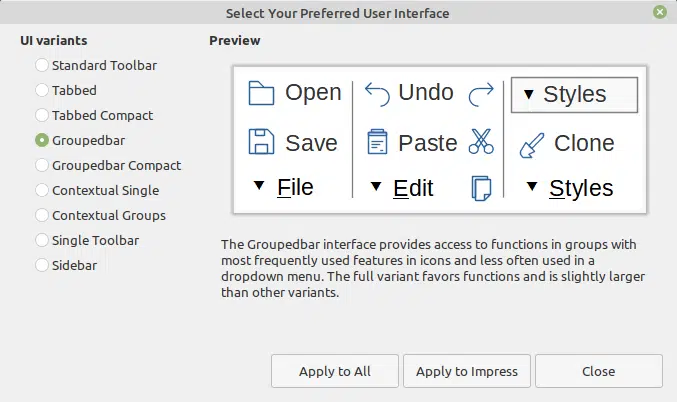 Select Your Preferred User Interface
UI variants
Standard Toolbar
Tabbed
Tabbed Compact
Groupedbar
Groupedbar Compact
Contextual Single
Contextual Groups
Single Toolbar
Sidebar
Preview
Open Undo Styles
Save Paste Clone
File Edit Styles
The Groupedbar interface provides access to functions in groups with
most frequently used features in icons and less often used in a
dropdown menu. The full variant favors functions and is slightly larger
than other variants.
Apply to All Apply to Impress Close